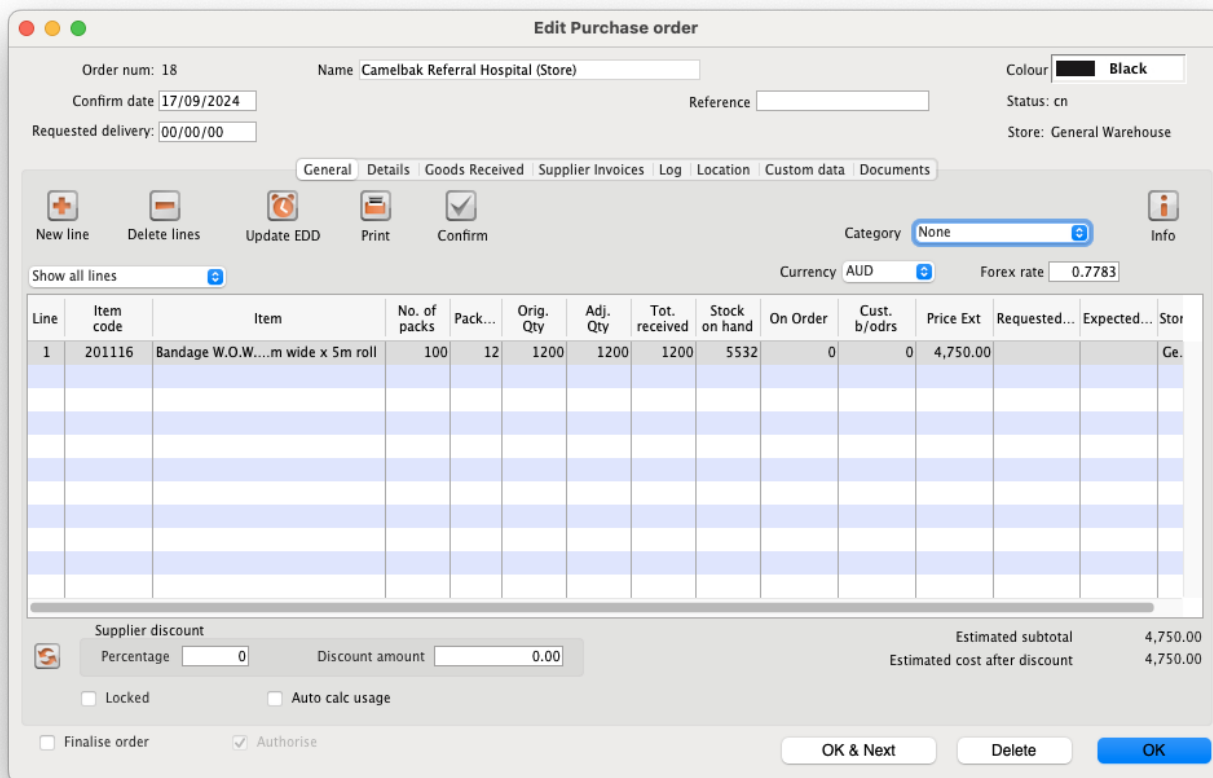 Edit Purchase order
Order num: 18
Name Camelbak Referral Hospital (Store)
Colour Black
Confirm date 17/09/2024
Reference
Status: cn
Requested delivery: 00/00/00
Store: General Warehouse
General Details Goods Received Supplier Invoices Log Location Custom data Documents
New line Delete lines Update EDD Print Confirm
Category None
Info
Show all lines
Currency AUD
Forex rate 0.7783
Line Item code Item No. of packs Pack... Orig. Qty Adj. Qty Tot. received Stock on hand On Order Cust. b/odrs Price Ext Requested... Expected... Stor
1 201116 Bandage W.O.W....m wide x 5m roll 100 12 1200 1200 1200 5532 0 0 4,750.00 Ge.
Supplier discount
Percentage 0 Discount amount 0.00
Estimated subtotal 4,750.00
Estimated cost after discount 4,750.00
Locked Auto calc usage
Finalise order Authorise
OK & Next Delete OK